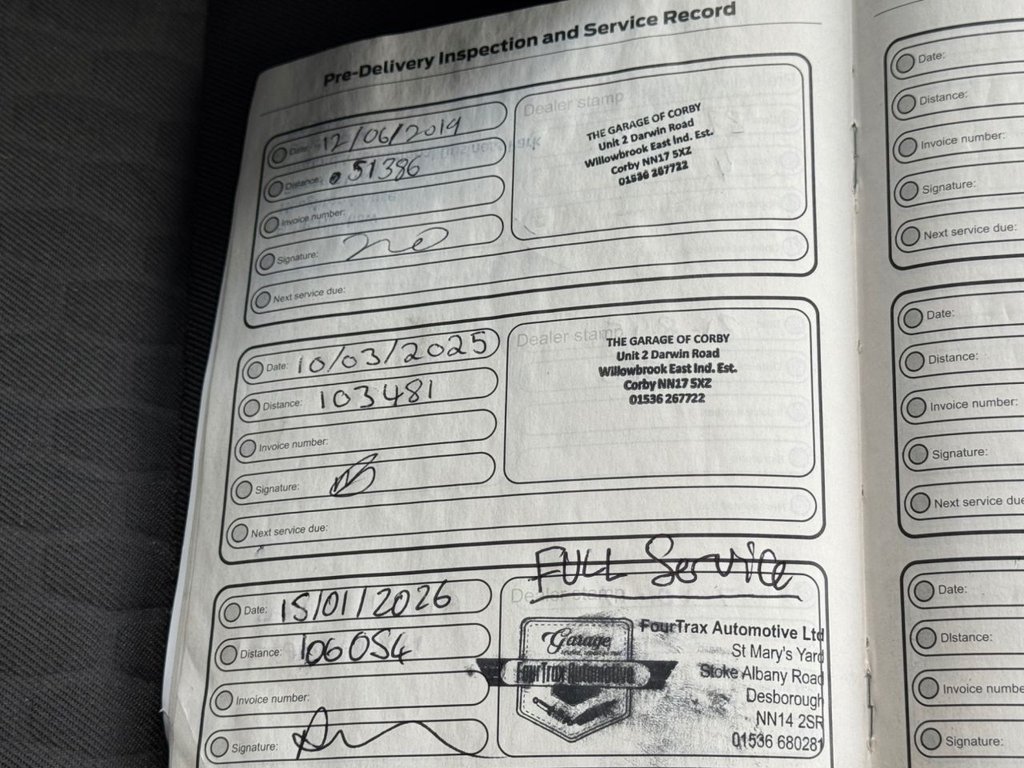 Pre-Delivery Inspection and Service Record
Date: 12/06/2019
Distance: 51386
Invoice number:
Signature:
Next service due:
Dealer stamp
THE GARAGE OF CORBY
Unit 2 Darwin Road
Willowbrook East Ind. Est.
Corby NN17 5XZ
01536 267722
Date: 10/03/2025
Distance: 103481
Invoice number:
Signature:
Next service due:
Dealer stamp
THE GARAGE OF CORBY
Unit 2 Darwin Road
Willowbrook East Ind. Est.
Corby NN17 5XZ
01536 267722
Date: 15/01/2026
Distance: 106054
Invoice number:
Signature:
FULL Service
Dealer stamp
Garage
FourTrax Automotive
FourTrax Automotive Ltd
St Mary's Yard
Stoke Albany Road
Desborough
NN14 2SR
01536 680281
Date:
Distance:
Invoice number:
Signature:
Next service due:
Date:
Distance:
Invoice number:
Signature:
Next service due
Date:
Distance:
Invoice numbe
Signature: